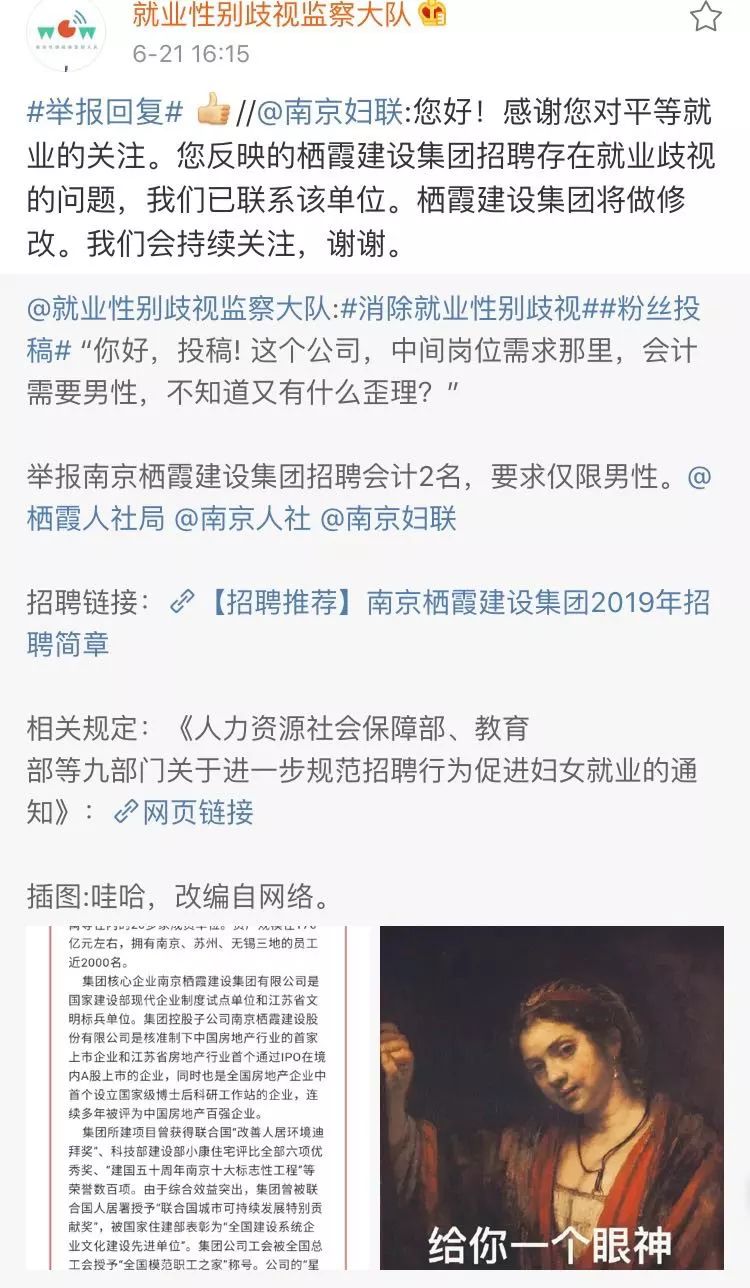 就业性别歧视监察大队
WOW
6-21 16:15
#举报回复# //@南京妇联:您好！感谢您对平等就
业的关注。您反映的栖霞建设集团招聘存在就业歧视
的问题，我们已联系该单位。栖霞建设集团将做修
改。我们会持续关注，谢谢。
@就业性别歧视监察大队:#消除就业性别歧视##粉丝投
稿# “你好，投稿! 这个公司，中间岗位需求那里，会计
需要男性，不知道又有什么歪理？”
举报南京栖霞建设集团招聘会计2名，要求仅限男性。@
栖霞人社局 @南京人社 @南京妇联
招聘链接：【招聘推荐】南京栖霞建设集团2019年招
聘简章
相关规定：《人力资源社会保障部、教育
部等九部门关于进一步规范招聘行为促进妇女就业的通
知》：网页链接
插图:哇哈，改编自网络。
亿元左右，拥有南京、苏州、无锡三地的员工
近2000名。
集团核心企业南京栖霞建设集团有限公司是
国家建设部现代企业制度试点单位和江苏省文
明标兵单位。集团控股子公司南京栖霞建设股
份有限公司是核准制下中国房地产行业的首家
上市企业和江苏省房地产行业首个通过IPO在境
内A股上市的企业，同时也是全国房地产企业中
首个设立国家级博士后科研工作站的企业，连
续多年被评为中国房地产百强企业。
集团所建项目曾获得联合国“改善人居环境迪
拜奖”、科技部建设部小康住宅评比全部六项优
秀奖、“建国五十周年南京十大标志性工程”等
荣誉数百项。由于综合效益突出，集团曾被联
合国人居署授予“联合国城市可持续发展特别贡
献奖”，被国家住建部表彰为“全国建设系统企
业文化建设先进单位”。集团公司工会被全国总
工会授予“全国模范职工之家”称号。公司的“星
给你一个眼神